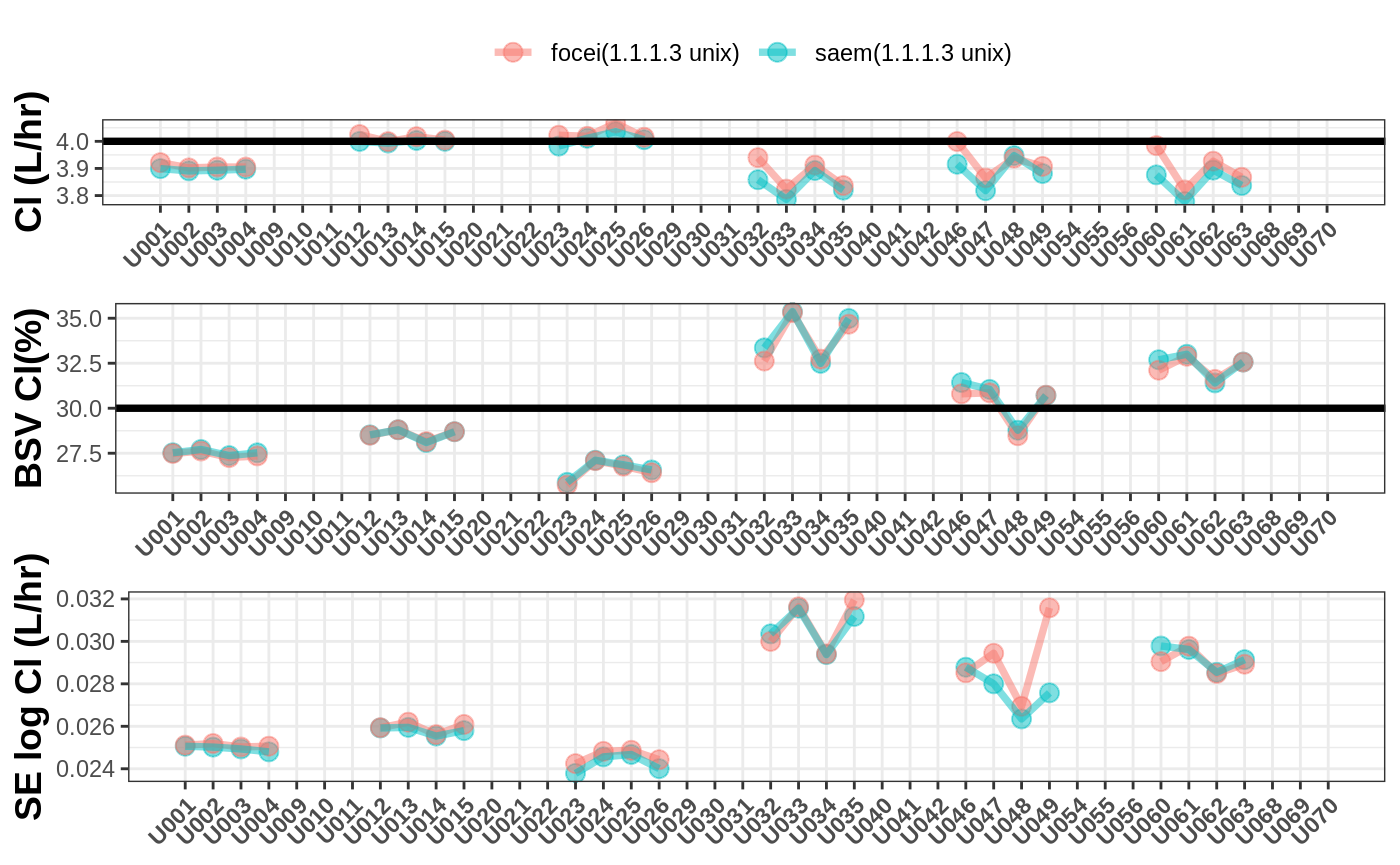 focei(1.1.1.3 unix) saem(1.1.1.3 unix)
Cl (L/hr)
4.0
3.9
3.8
U001 U002 U003 U004 U009 U010 U011 U012 U013 U014 U015 U020 U021 U022 U023 U024 U025 U026 U029 U030 U031 U032 U033 U034 U035 U040 U041 U042 U046 U047 U048 U049 U054 U055 U056 U060 U061 U062 U063 U068 U069 U070
BSV Cl(%)
35.0
32.5
30.0
27.5
U001 U002 U003 U004 U009 U010 U011 U012 U013 U014 U015 U020 U021 U022 U023 U024 U025 U026 U029 U030 U031 U032 U033 U034 U035 U040 U041 U042 U046 U047 U048 U049 U054 U055 U056 U060 U061 U062 U063 U068 U069 U070
SE log Cl (L/hr)
0.032
0.030
0.028
0.026
0.024
U001 U002 U003 U004 U009 U010 U011 U012 U013 U014 U015 U020 U021 U022 U023 U024 U025 U026 U029 U030 U031 U032 U033 U034 U035 U040 U041 U042 U046 U047 U048 U049 U054 U055 U056 U060 U061 U062 U063 U068 U069 U070